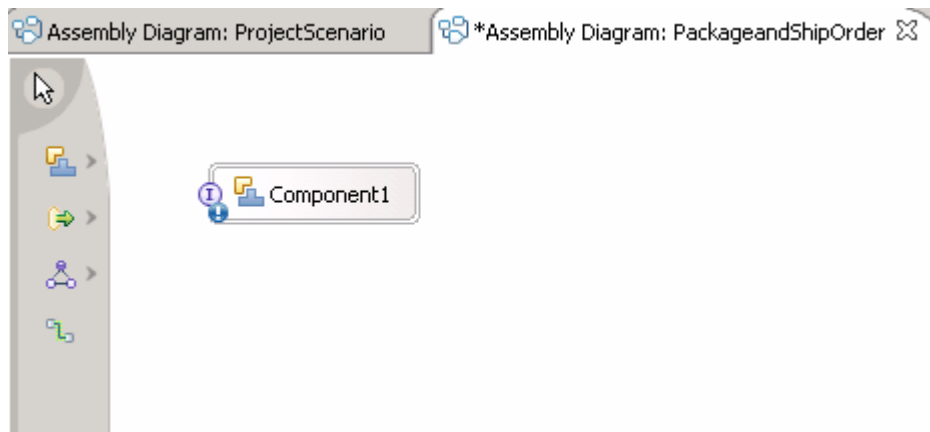 Assembly Diagram: ProjectScenario
*Assembly Diagram: PackageandShipOrder
I Component1